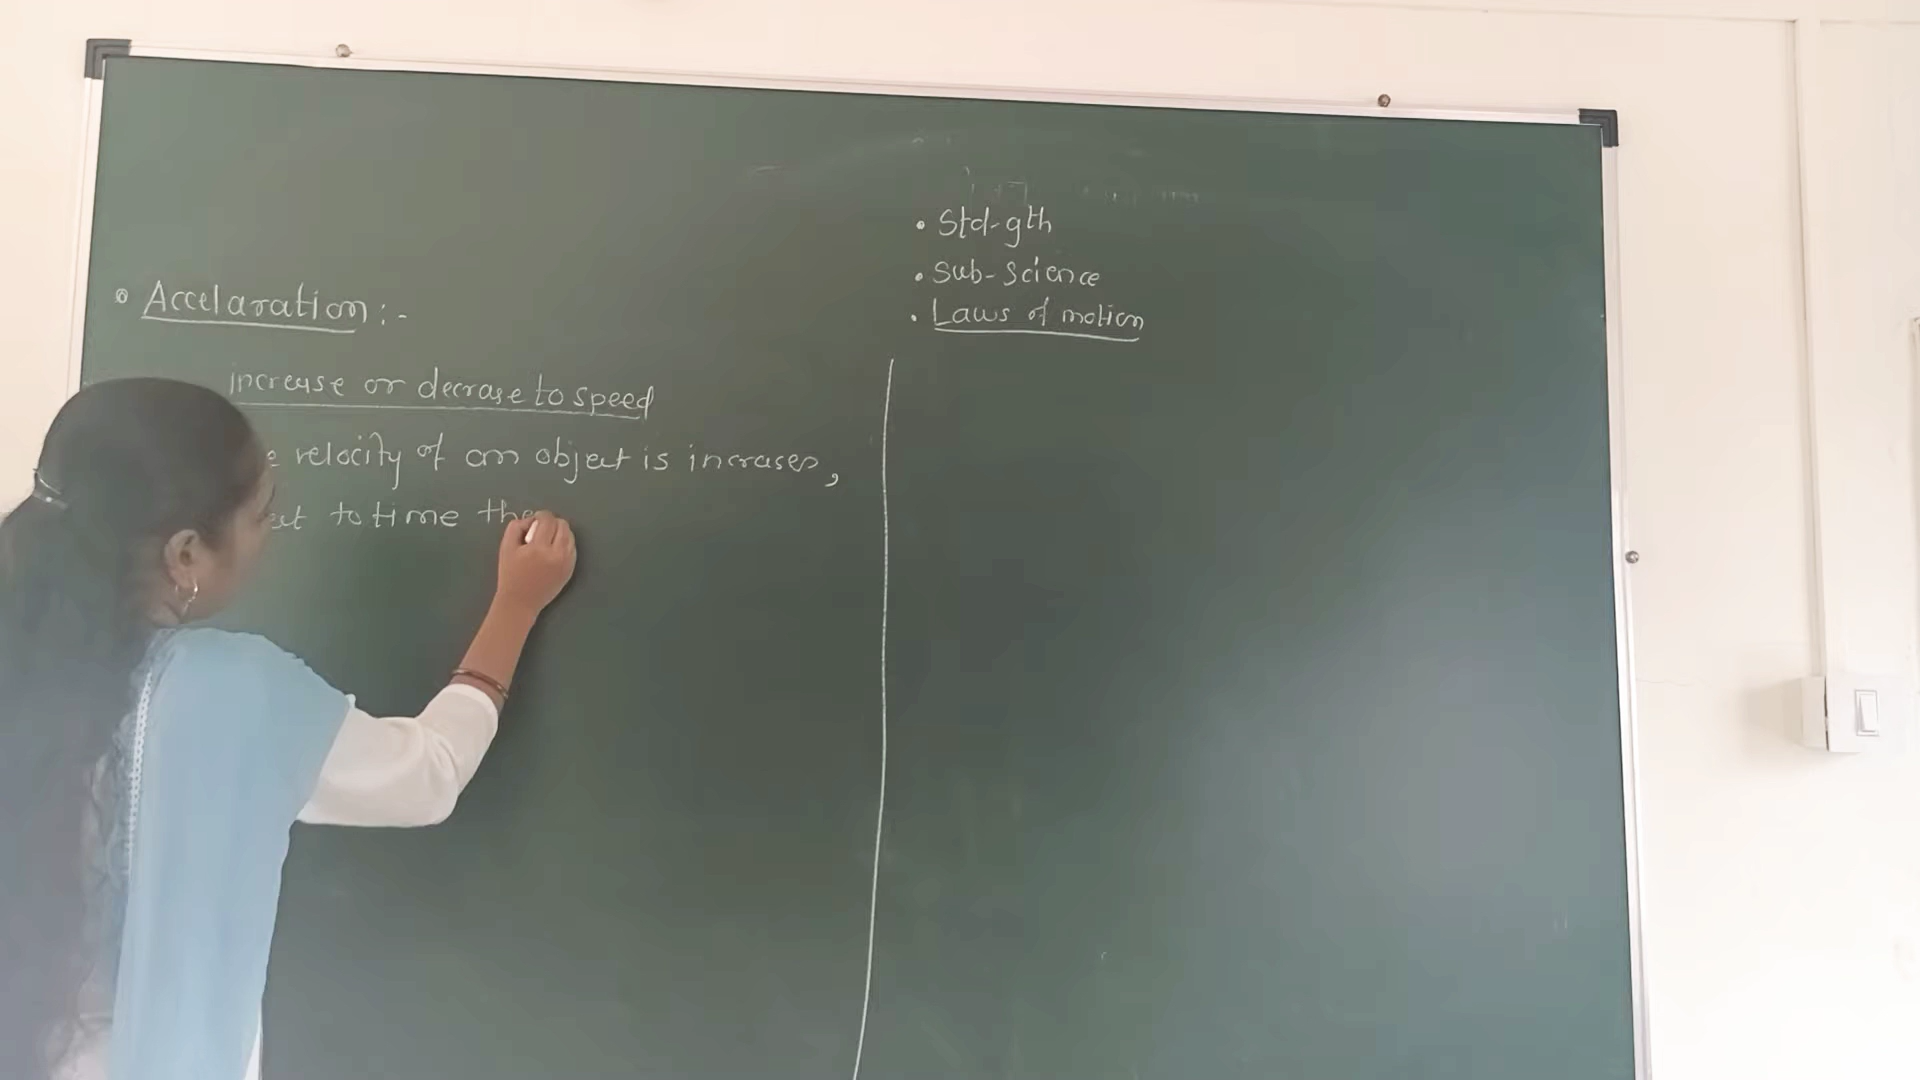 • Std-9th
• Sub-Science
• Laws of motion
• Accelaration :-
increase or decrase to speed
velocity of an object is increases,
to time the